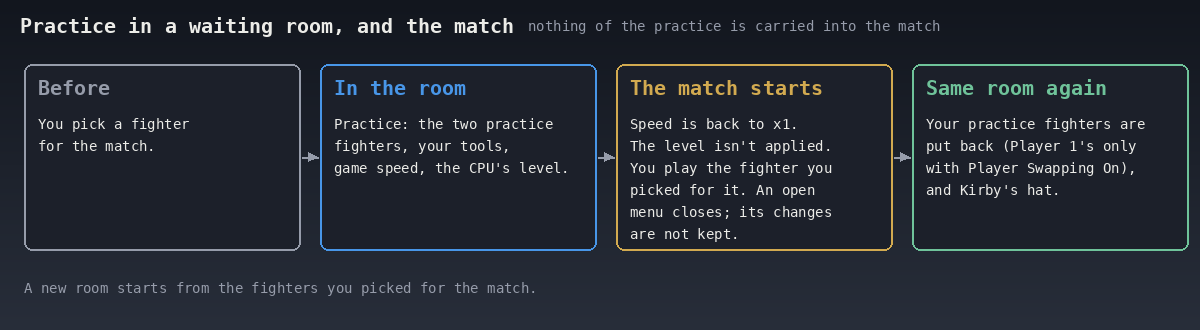 Practice in a waiting room, and the match
nothing of the practice is carried into the match
Before
You pick a fighter
for the match.
In the room
Practice: the two practice
fighters, your tools,
game speed, the CPU's level.
The match starts
Speed is back to x1.
The level isn't applied.
You play the fighter you
picked for it. An open
menu closes; its changes
are not kept.
Same room again
Your practice fighters are
put back (Player 1's only
with Player Swapping On),
and Kirby's hat.
A new room starts from the fighters you picked for the match.